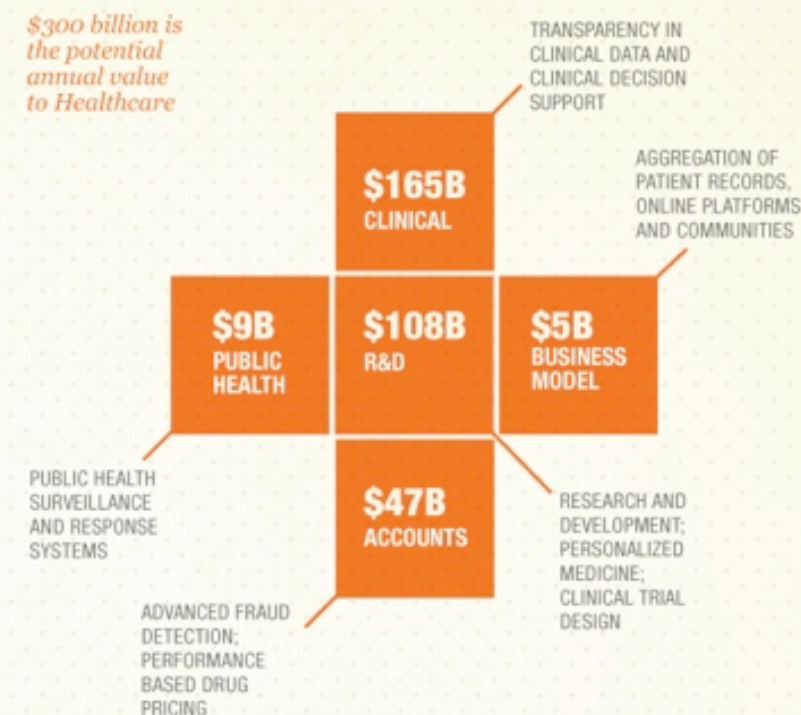 $300 billion is
the potential
annual value
to Healthcare
TRANSPARENCY IN
CLINICAL DATA AND
CLINICAL DECISION
SUPPORT
$165B
CLINICAL
AGGREGATION OF
PATIENT RECORDS,
ONLINE PLATFORMS
AND COMMUNITIES
$9B
PUBLIC
HEALTH
$108B
R&D
$5B
BUSINESS
MODEL
PUBLIC HEALTH
SURVEILLANCE
AND RESPONSE
SYSTEMS
$47B
ACCOUNTS
RESEARCH AND
DEVELOPMENT;
PERSONALIZED
MEDICINE;
CLINICAL TRIAL
DESIGN
ADVANCED FRAUD
DETECTION;
PERFORMANCE
BASED DRUG
PRICING